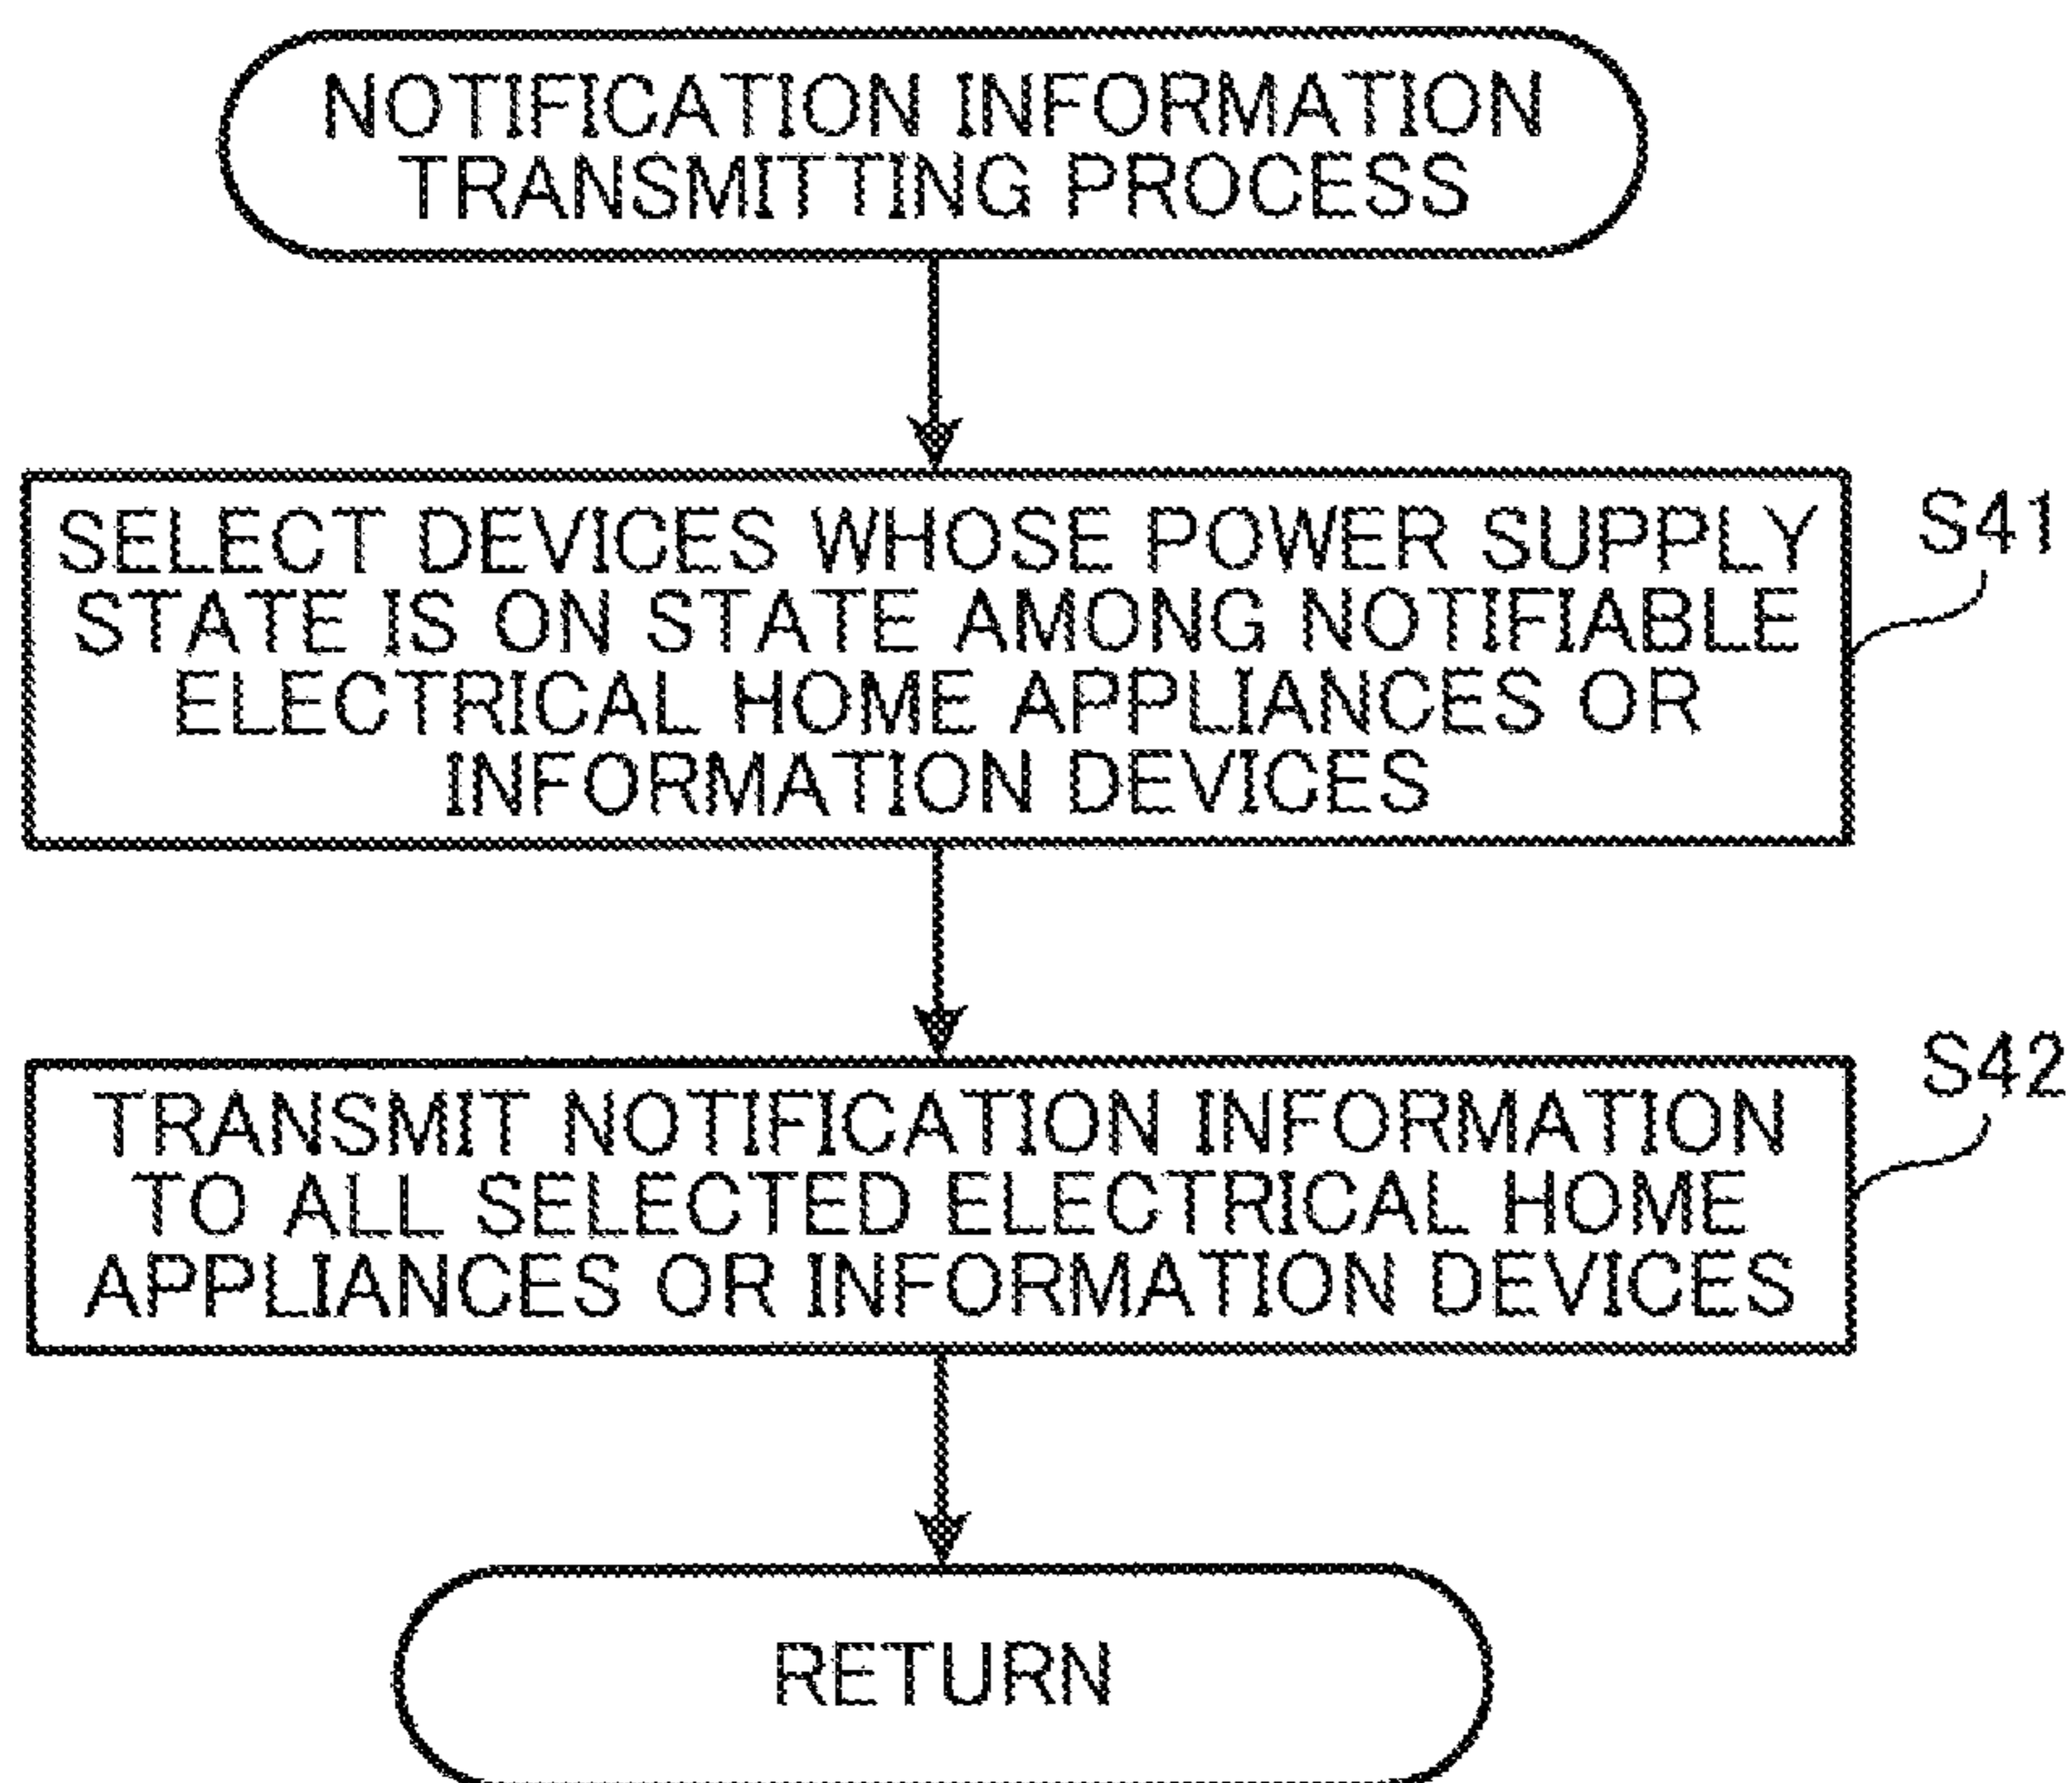 NOTIFICATION INFORMATION
TRANSMITTING PROCESS
SELECT DEVICES WHOSE POWER SUPPLY
STATE IS ON STATE AMONG NOTIFIABLE
ELECTRICAL HOME APPLIANCES OR
INFORMATION DEVICES
S41
TRANSMIT NOTIFICATION INFORMATION
TO ALL SELECTED ELECTRICAL HOME
APPLIANCES OR INFORMATION DEVICES
S42
RETURN